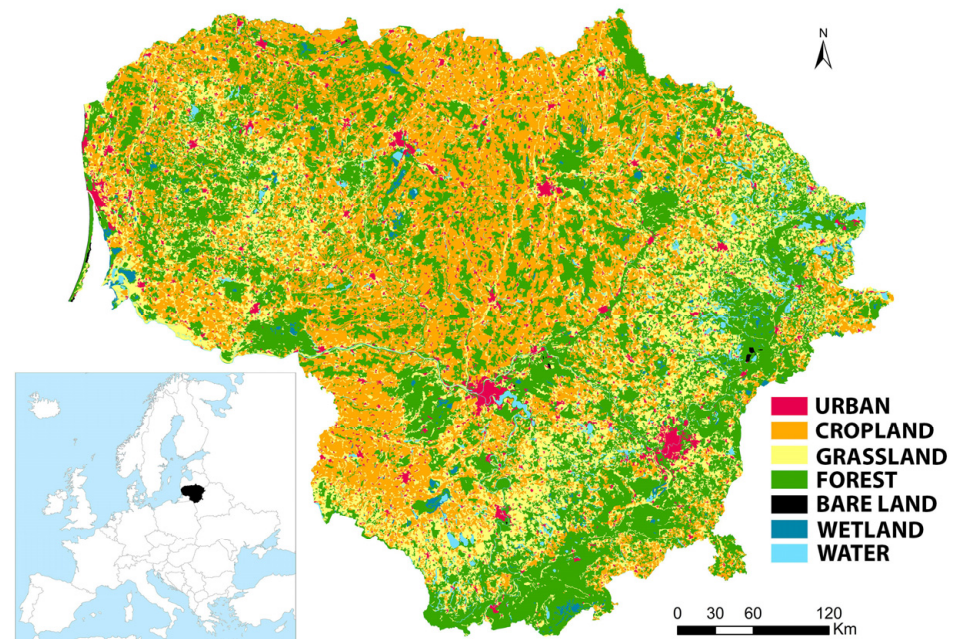 N
URBAN
CROPLAND
GRASSLAND
FOREST
BARE LAND
WETLAND
WATER
0 30 60 120
Km